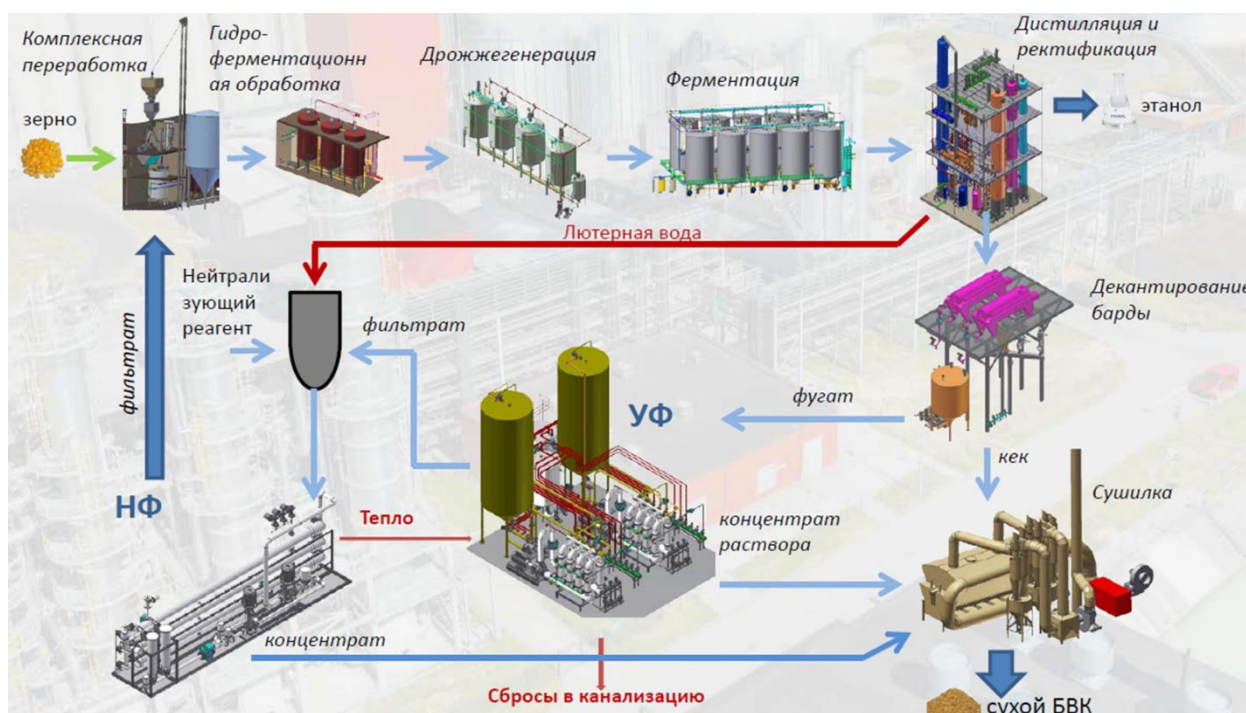 Комплексная
переработка
Гидро-
ферментационн
ая обработка
Дрожжегенерация
Ферментация
Дистилляция и
ректификация
зерно
этанол
Лютерная вода
Нейтрали
зующий
реагент
фильтрат
фильтрат
Декантирование
барды
УФ
фугат
кек
НФ
Тепло
концентрат
раствора
Сушилка
концентрат
Сбросы в канализацию
сухой БВК